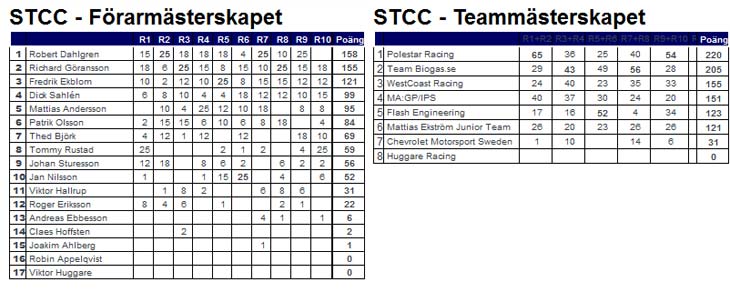 STCC - Förarmästerskapet
R1 R2 R3 R4 R5 R6 R7 R8 R9 R10 Poäng
1 Robert Dahlgren 15 25 18 18 18 4 25 10 25 158
2 Richard Göransson 18 6 25 15 8 15 10 25 15 18 155
3 Fredrik Ekblom 10 2 12 10 25 8 15 15 12 12 121
4 Dick Sahlén 6 8 10 4 4 18 12 12 10 15 99
5 Mattias Andersson 10 4 25 12 10 18 8 8 95
6 Patrik Olsson 2 15 15 6 10 6 8 18 4 84
7 Thed Björk 4 12 1 12 12 18 10 69
8 Tommy Rustad 25 2 1 2 4 25 59
9 Johan Sturesson 12 18 8 6 2 6 2 2 56
10 Jan Nilsson 1 1 15 25 6 4 52
11 Viktor Hallrup 1 8 2 6 8 6 31
12 Roger Eriksson 8 4 6 1 2 1 22
13 Andreas Ebbesson 4 1 1 6
14 Claes Hoffsten 2 2
15 Joakim Ahlberg 1 1
16 Robin Appelqvist 0
17 Viktor Huggare 0
STCC - Teammästerskapet
R1+R2 R3+R4 R5+R6 R7+R8 R9+R10 Poäng
1 Polestar Racing 65 36 25 40 54 220
2 Team Biogas.se 29 43 49 56 28 205
3 WestCoast Racing 24 40 23 35 33 155
4 MA:GP/IPS 40 37 30 24 20 151
5 Flash Engineering 17 16 52 4 34 123
6 Mattias Ekström Junior Team 26 20 23 26 26 121
7 Chevrolet Motorsport Sweden 1 10 14 6 31
8 Huggare Racing 0